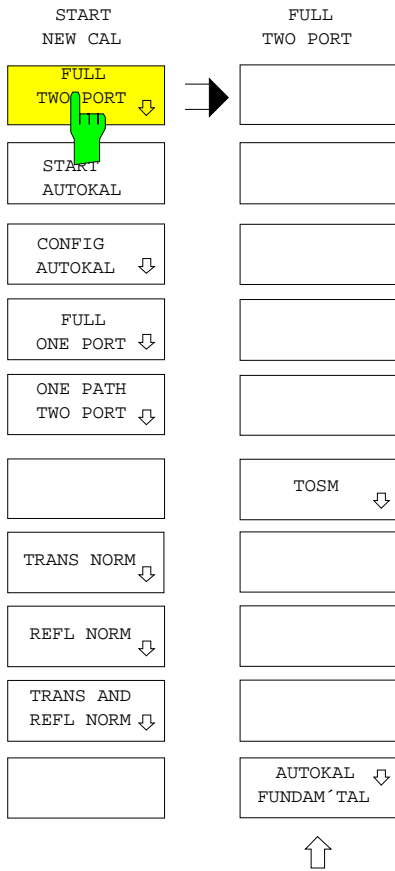 START
NEW CAL
FULL
TWO PORT
START
AUTOKAL
CONFIG
AUTOKAL
FULL
ONE PORT
ONE PATH
TWO PORT
TRANS NORM
REFL NORM
TRANS AND
REFL NORM
FULL
TWO PORT
TOSM
AUTOKAL
FUNDAM´TAL